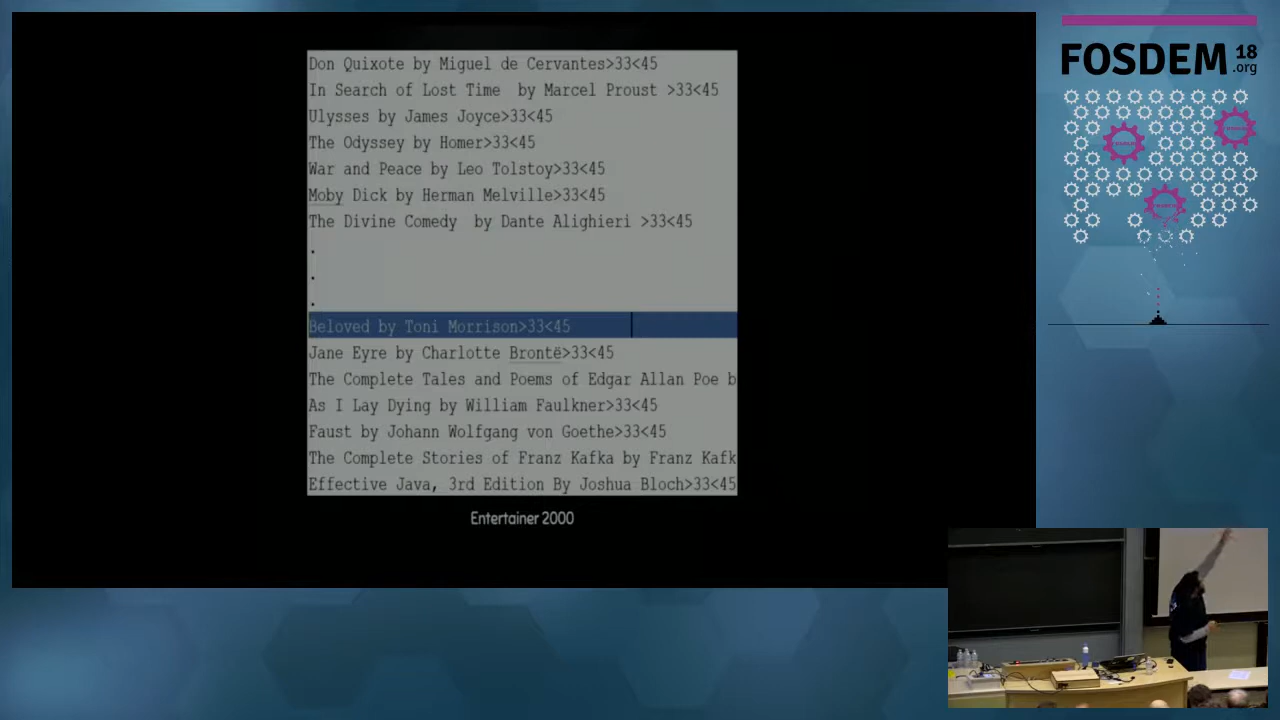 Don Quixote by Miguel de Cervantes>33<45
In Search of Lost Time  by Marcel Proust >33<45
Ulysses by James Joyce>33<45
The Odyssey by Homer>33<45
War and Peace by Leo Tolstoy>33<45
Moby Dick by Herman Melville>33<45
The Divine Comedy  by Dante Alighieri >33<45
.
.
.
Beloved by Toni Morrison>33<45
Jane Eyre by Charlotte Brontë>33<45
The Complete Tales and Poems of Edgar Allan Poe b
As I Lay Dying by William Faulkner>33<45
Faust by Johann Wolfgang von Goethe>33<45
The Complete Stories of Franz Kafka by Franz Kafk
Effective Java, 3rd Edition By Joshua Bloch>33<45
Entertainer 2000
FOSDEM 18
.org